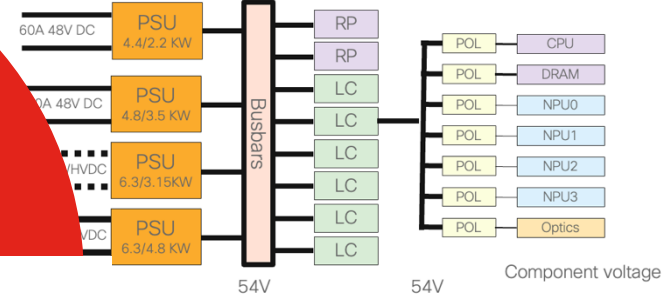 60A 48V DC
PSU
4.4/2.2 KW
48V DC
PSU
4.8/3.5 KW
/HVDC
PSU
6.3/3.15KW
VDC
PSU
6.3/4.8 KW
Busbars
RP
RP
LC
LC
LC
LC
LC
LC
POL
CPU
POL
DRAM
POL
NPU0
POL
NPU1
POL
NPU2
POL
NPU3
POL
Optics
54V
54V
Component voltage